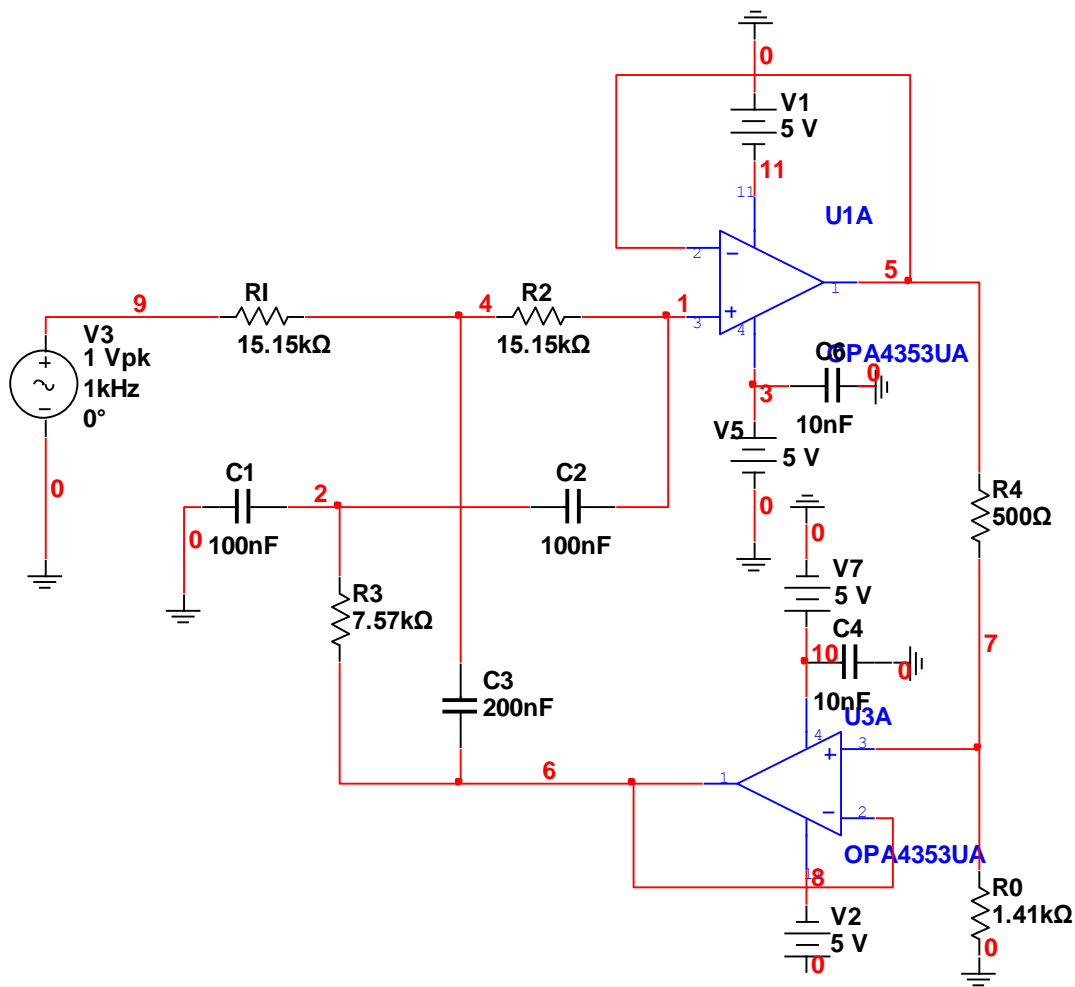 0
V1
5 V
11
11
U1A
2
5
1
9
RI
15.15kΩ
4
R2
15.15kΩ
1
3
4
OPA4353UA
V3
1 Vpk
1kHz
0°
0
C6
0
3
10nF
V5
5 V
0
C1
0
100nF
2
C2
100nF
R4
500Ω
0
V7
5 V
R3
7.57kΩ
C4
10
0
10nF
7
C3
200nF
U3A
4
3
6
1
2
OPA4353UA
8
R0
1.41kΩ
0
V2
5 V
0